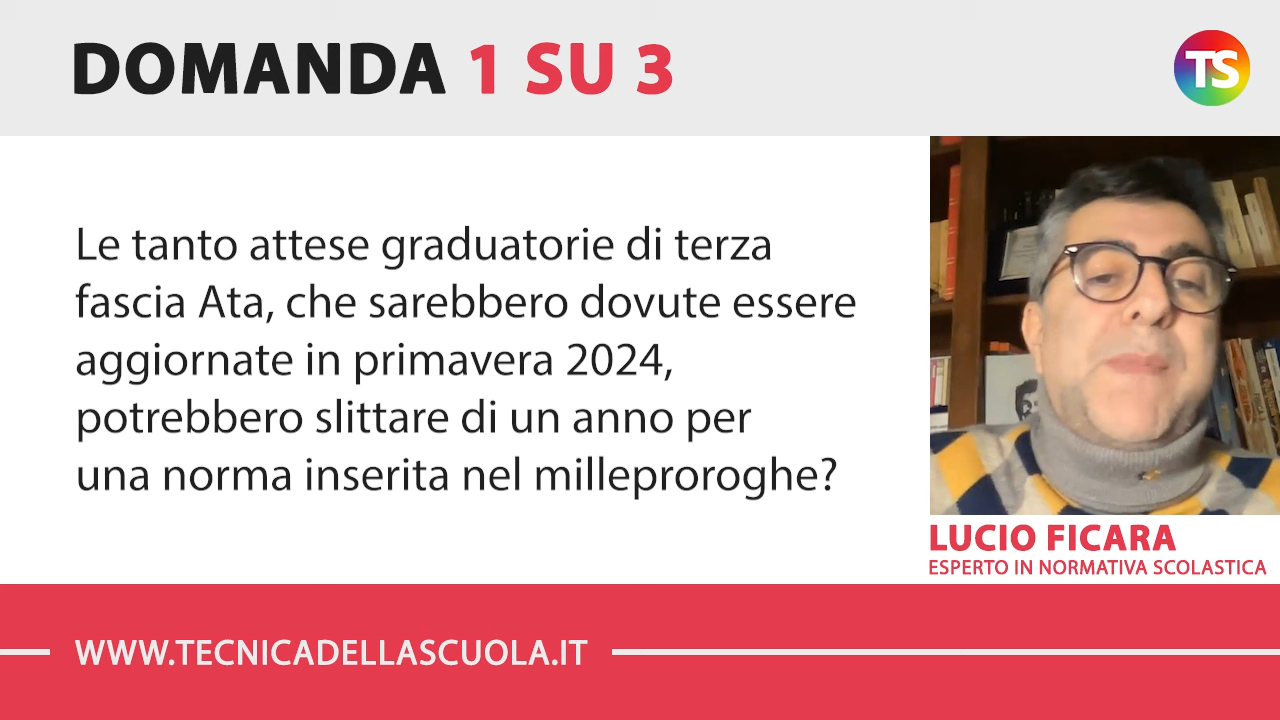 DOMANDA 1 SU 3
TS
Le tanto attese graduatorie di terza
fascia Ata, che sarebbero dovute essere
aggiornate in primavera 2024,
potrebbero slittare di un anno per
una norma inserita nel milleproroghe?
LUCIO FICARA
ESPERTO IN NORMATIVA SCOLASTICA
WWW.TECNICADELLASCUOLA.IT